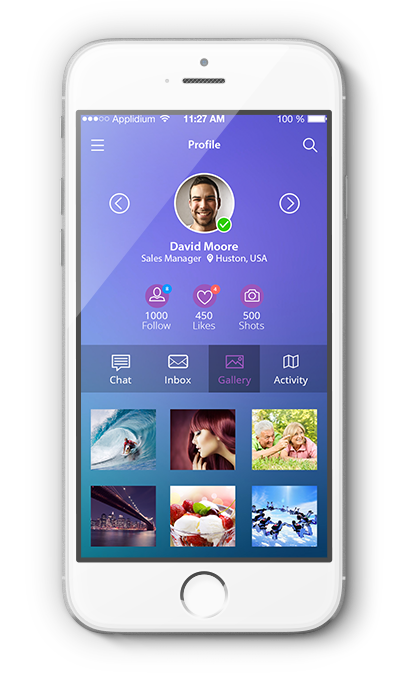 Applidium 11:27 AM 100 %
Profile
David Moore
Sales Manager Huston, USA
8 4
1000 450 500
Follow Likes Shots
Chat Inbox Gallery Activity